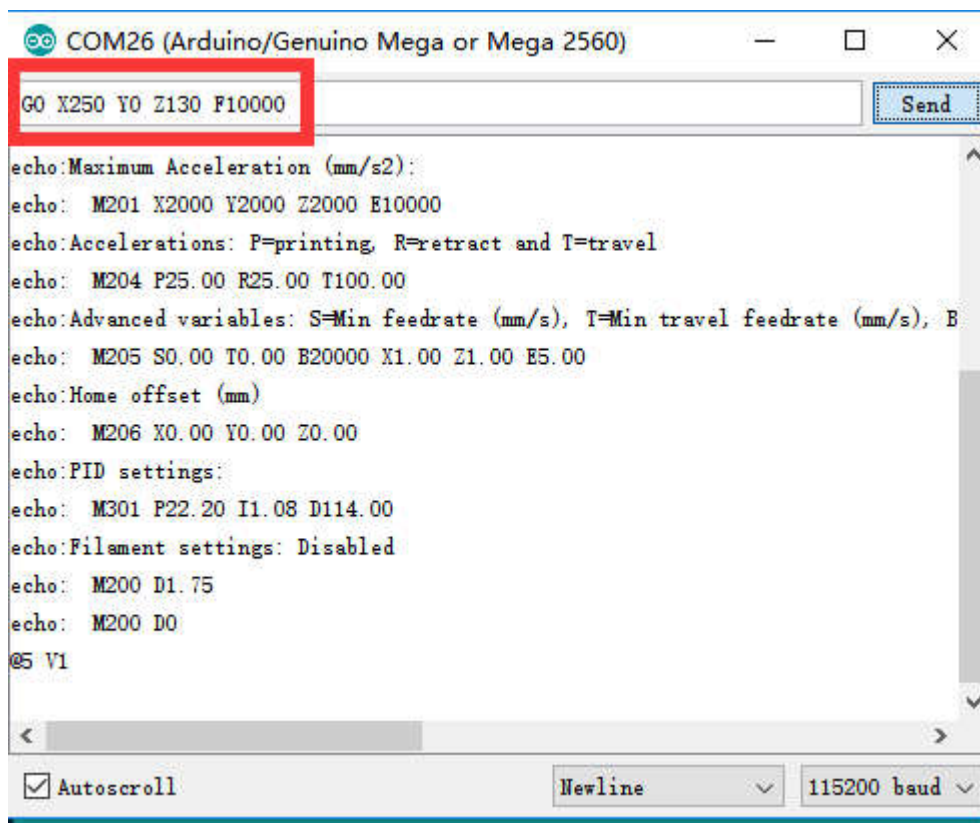 COM26 (Arduino/Genuino Mega or Mega 2560)
G0 X250 Y0 Z130 F10000
Send
echo:Maximum Acceleration (mm/s2):
echo:  M201 X2000 Y2000 Z2000 E10000
echo:Accelerations: P=printing, R=retract and T=travel
echo:  M204 P25.00 R25.00 T100.00
echo:Advanced variables: S=Min feedrate (mm/s), T=Min travel feedrate (mm/s), B
echo:  M205 S0.00 T0.00 B20000 X1.00 Z1.00 E5.00
echo:Home offset (mm)
echo:  M206 X0.00 Y0.00 Z0.00
echo:PID settings:
echo:  M301 P22.20 I1.08 D114.00
echo:Filament settings: Disabled
echo:  M200 D1.75
echo:  M200 D0
@5 V1
Autoscroll
Newline
115200 baud